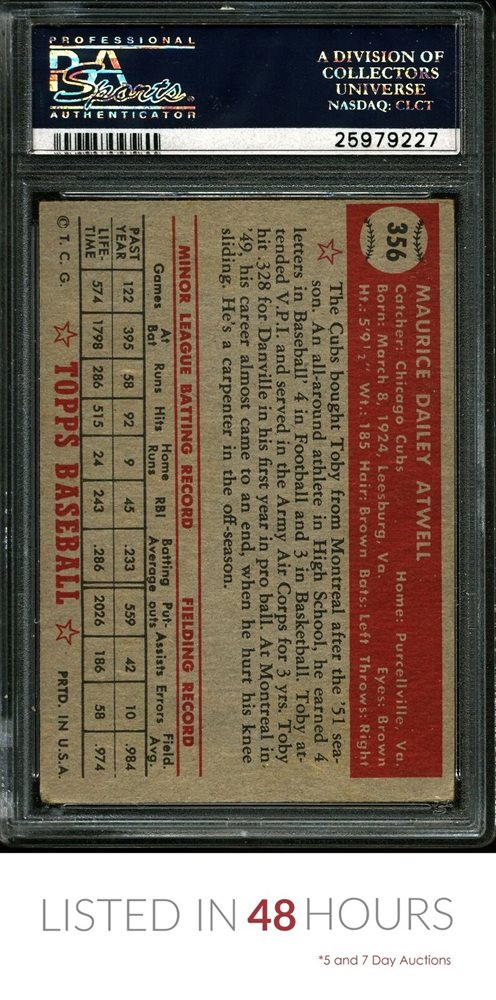 PROFESSIONAL
PSA
Sports
AUTHENTICATOR
A DIVISION OF
COLLECTORS
UNIVERSE
NASDAQ: CLCT
25979227
356
MAURICE DAILEY ATWELL
Catcher: Chicago Cubs Home: Purcellville, Va.
Born: March 8, 1924, Leesburg, Va. Eyes: Brown
Ht.: 5'9½" Wt.: 185 Hair: Brown Bats: Left Throws: Right
The Cubs bought Toby from Montreal after the '51 sea-
son. An all-around athlete in High School, he earned 4
letters in Baseball' 4 in Football and 3 in Basketball. Toby at-
tended V.P.I. and served in the Army Air Corps for 3 yrs. Toby
hit .328 for Danville in his first year in pro ball. At Montreal in
'49, his career almost came to an end, when he hurt his knee
sliding. He's a carpenter in the off-season.
MINOR LEAGUE BATTING RECORD FIELDING RECORD
Games At Bat Runs Hits Home Runs RBI Batting Average Put-outs Assists Errors Field. Avg.
PAST YEAR 122 395 58 92 9 45 .233 559 42 10 .984
LIFE-TIME 574 1798 286 515 24 243 .286 2026 186 58 .974
© T. C. G. TOPPS BASEBALL PRTD. IN U.S.A.
LISTED IN 48 HOURS
*5 and 7 Day Auctions